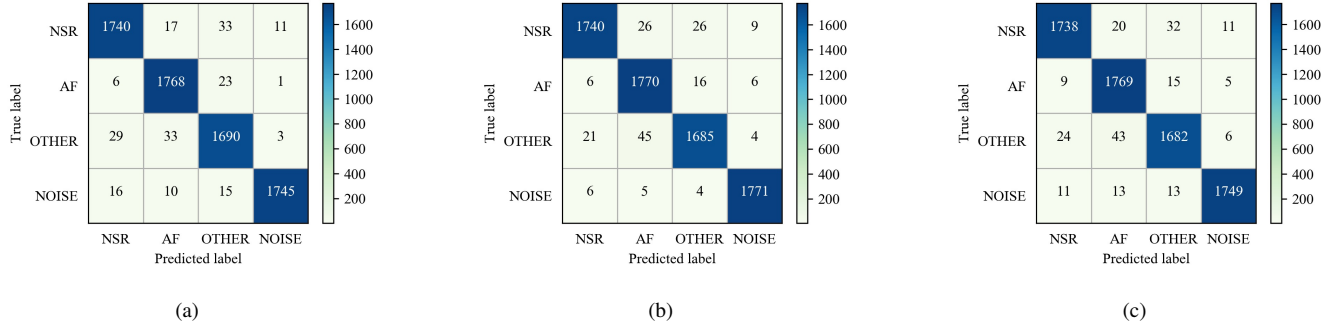 NSR 1740 17 33 11
AF 6 1768 23 1
OTHER 29 33 1690 3
NOISE 16 10 15 1745
NSR AF OTHER NOISE
Predicted label
True label
1600
1400
1200
1000
800
600
400
200
(a)
NSR 1740 26 26 9
AF 6 1770 16 6
OTHER 21 45 1685 4
NOISE 6 5 4 1771
NSR AF OTHER NOISE
Predicted label
True label
1600
1400
1200
1000
800
600
400
200
(b)
NSR 1738 20 32 11
AF 9 1769 15 5
OTHER 24 43 1682 6
NOISE 11 13 13 1749
NSR AF OTHER NOISE
Predicted label
True label
1600
1400
1200
1000
800
600
400
200
(c)